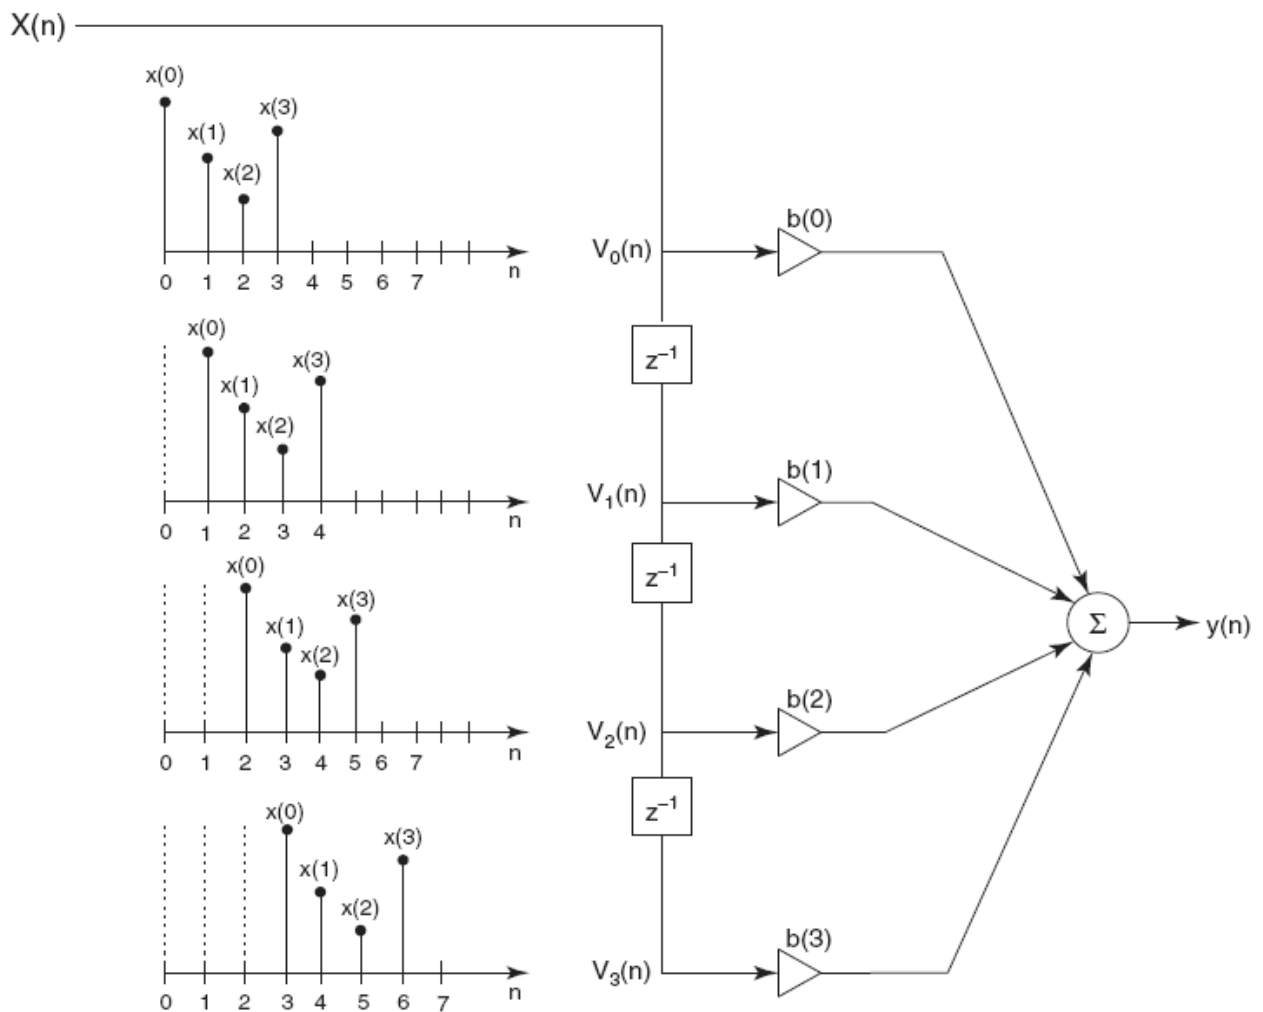 X(n)
x(0)
x(3)
x(1)
x(2)
0 1 2 3 4 5 6 7 n
V₀(n) b(0)
z⁻¹
x(0)
x(3)
x(1)
x(2)
0 1 2 3 4 n
V₁(n) b(1)
z⁻¹
x(0)
x(3)
x(1)
x(2)
0 1 2 3 4 5 6 7 n
Σ y(n)
V₂(n) b(2)
z⁻¹
x(0)
x(3)
x(1)
x(2)
0 1 2 3 4 5 6 7 n
V₃(n) b(3)